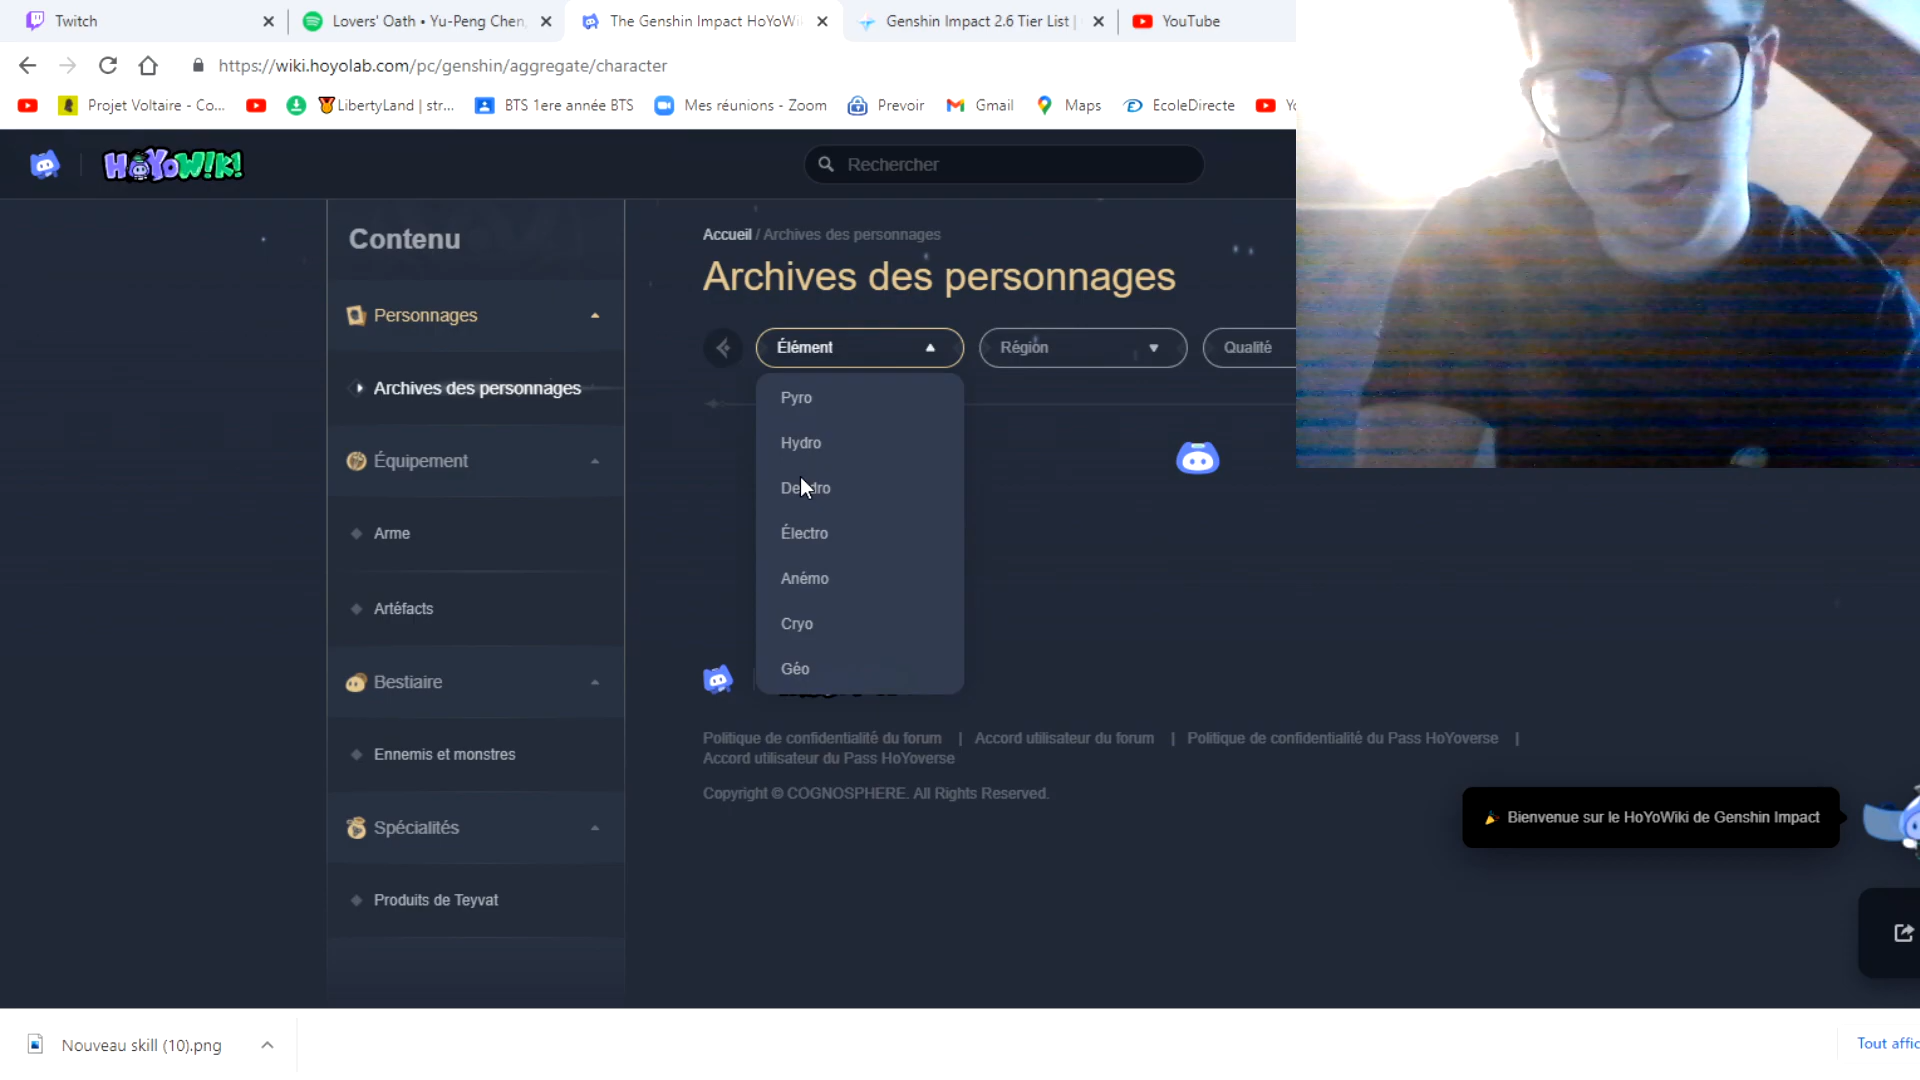 Twitch
Lovers' Oath • Yu-Peng Chen,
The Genshin Impact HoYoWi
Genshin Impact 2.6 Tier List |
YouTube
https://wiki.hoyolab.com/pc/genshin/aggregate/character
Projet Voltaire - Co...
LibertyLand | str...
BTS 1ere année BTS
Mes réunions - Zoom
Prevoir
Gmail
Maps
EcoleDirecte
HoYoWiki!
Rechercher
Contenu
Personnages
Archives des personnages
Équipement
Arme
Artéfacts
Bestiaire
Ennemis et monstres
Spécialités
Produits de Teyvat
Accueil / Archives des personnages
Archives des personnages
Élément
Région
Qualité
Pyro
Hydro
Dendro
Électro
Anémo
Cryo
Géo
Politique de confidentialité du forum | Accord utilisateur du forum | Politique de confidentialité du Pass HoYoverse |
Accord utilisateur du Pass HoYoverse
Copyright © COGNOSPHERE. All Rights Reserved.
Bienvenue sur le HoYoWiki de Genshin Impact
Nouveau skill (10).png
Tout affic